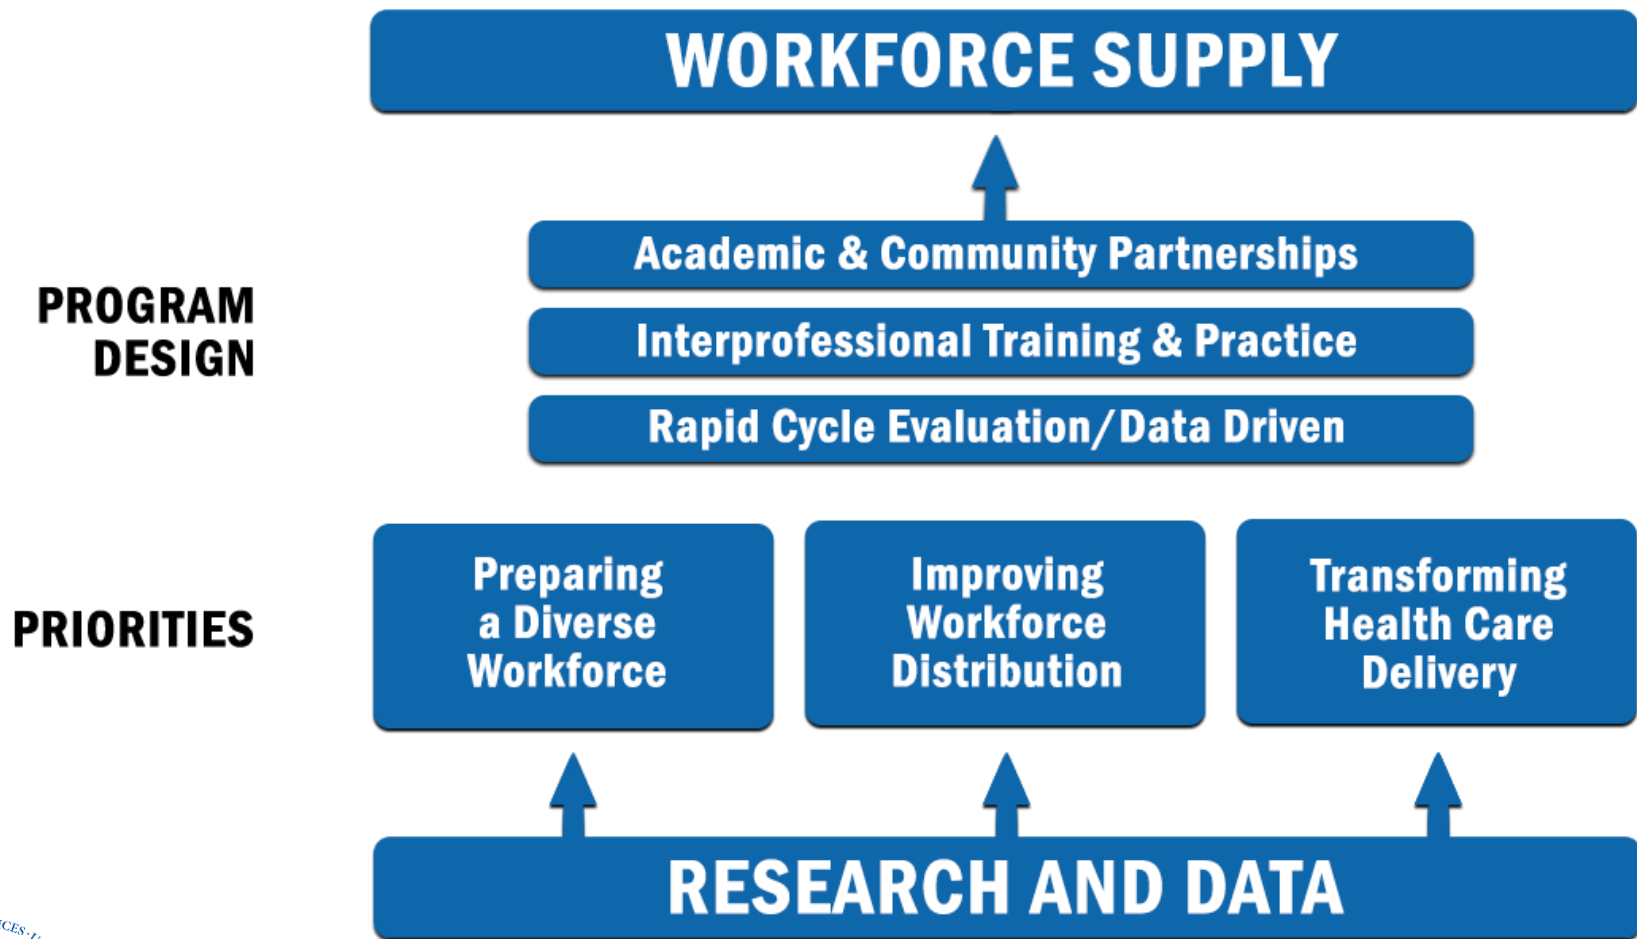 WORKFORCE SUPPLY
Academic & Community Partnerships
PROGRAM
DESIGN
Interprofessional Training & Practice
Rapid Cycle Evaluation/Data Driven
PRIORITIES
Preparing
a Diverse
Workforce
Improving
Workforce
Distribution
Transforming
Health Care
Delivery
RESEARCH AND DATA